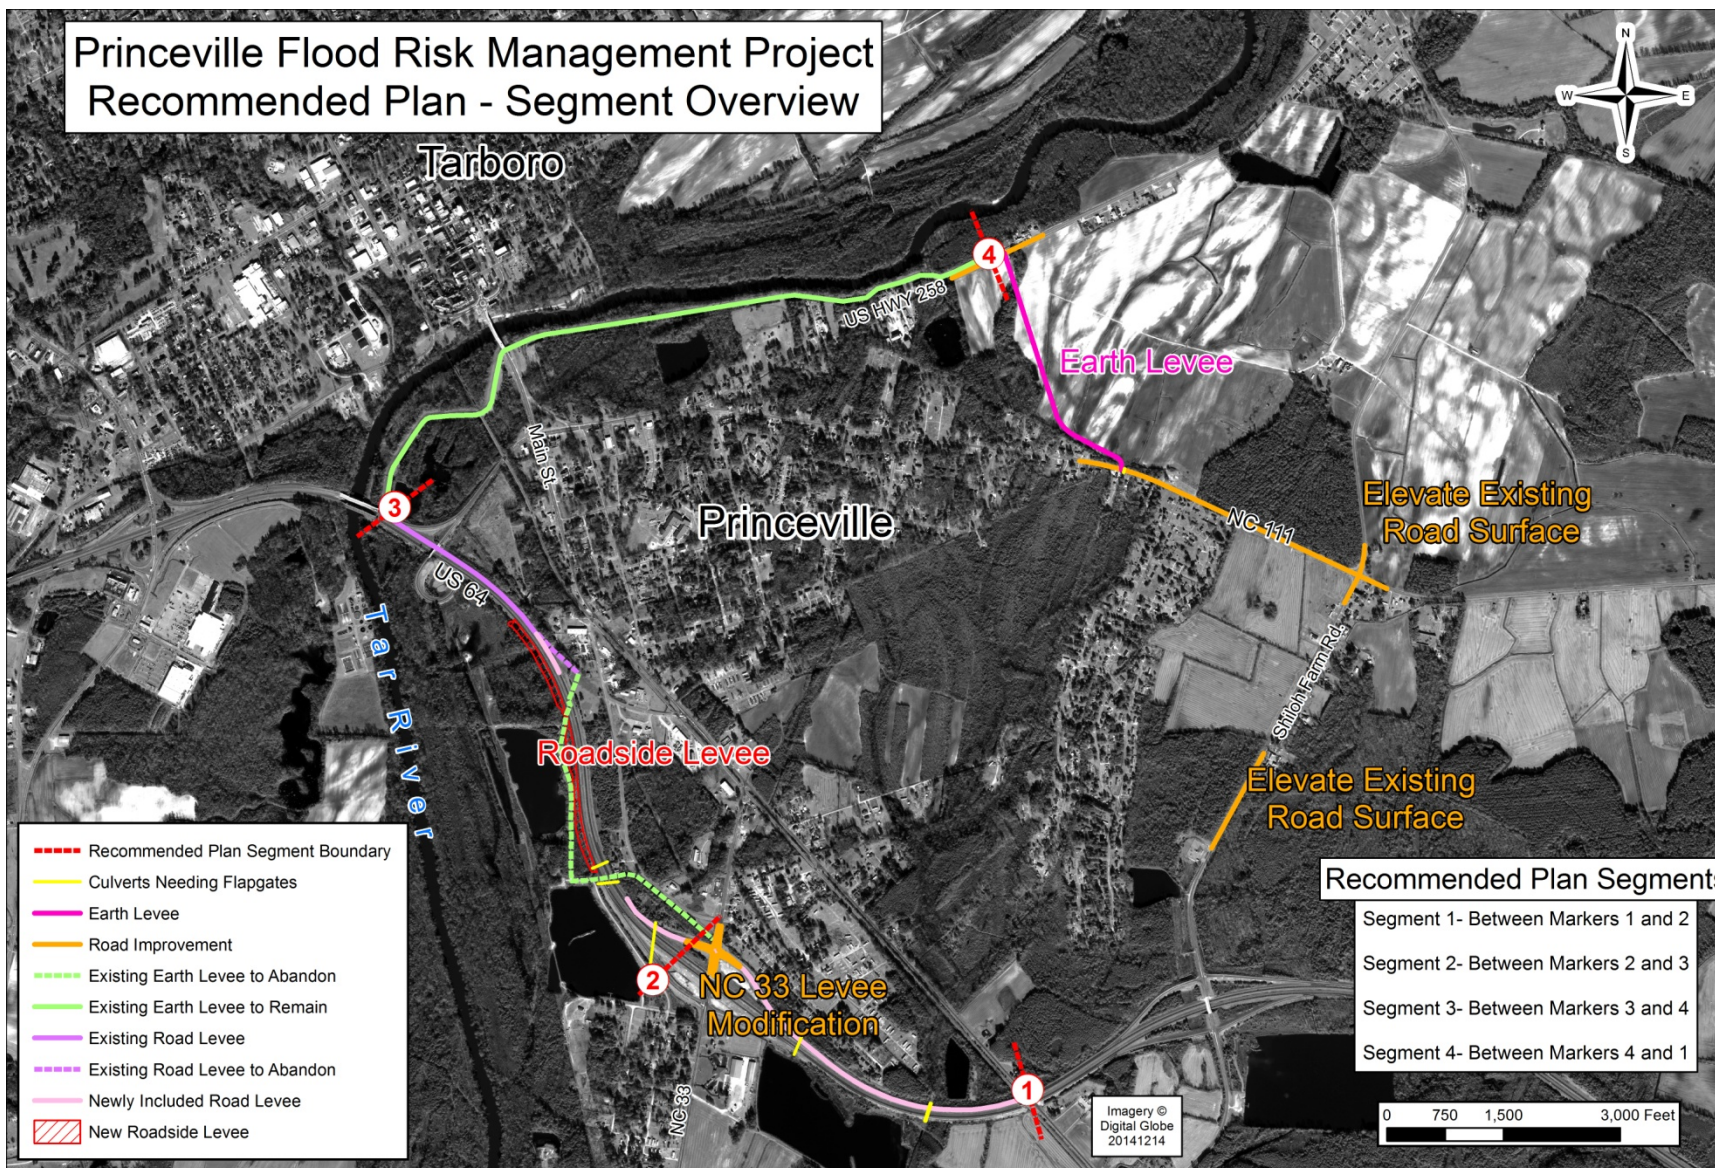 Princeville Flood Risk Management Project
Recommended Plan - Segment Overview
N
W
E
S
Tarboro
4
US HWY 258
Earth Levee
Main St.
3
Princeville
Elevate Existing
Road Surface
NC 111
US 64
Tar River
Shiloh Farm Rd.
Roadside Levee
Elevate Existing
Road Surface
2
NC 33 Levee
Modification
NC 33
1
Recommended Plan Segment Boundary
Culverts Needing Flapgates
Earth Levee
Road Improvement
Existing Earth Levee to Abandon
Existing Earth Levee to Remain
Existing Road Levee
Existing Road Levee to Abandon
Newly Included Road Levee
New Roadside Levee
Recommended Plan Segments
Segment 1- Between Markers 1 and 2
Segment 2- Between Markers 2 and 3
Segment 3- Between Markers 3 and 4
Segment 4- Between Markers 4 and 1
Imagery ©
Digital Globe
20141214
0 750 1,500 3,000 Feet